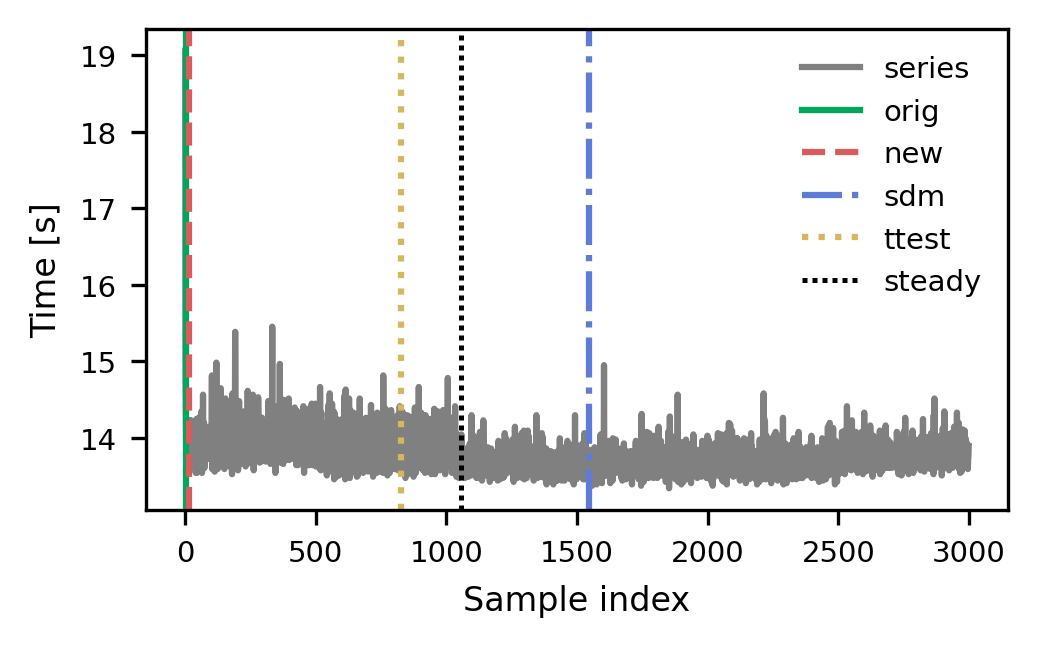 19
18
17
16
15
14
Time [s]
series
orig
new
sdm
ttest
steady
0 500 1000 1500 2000 2500 3000
Sample index